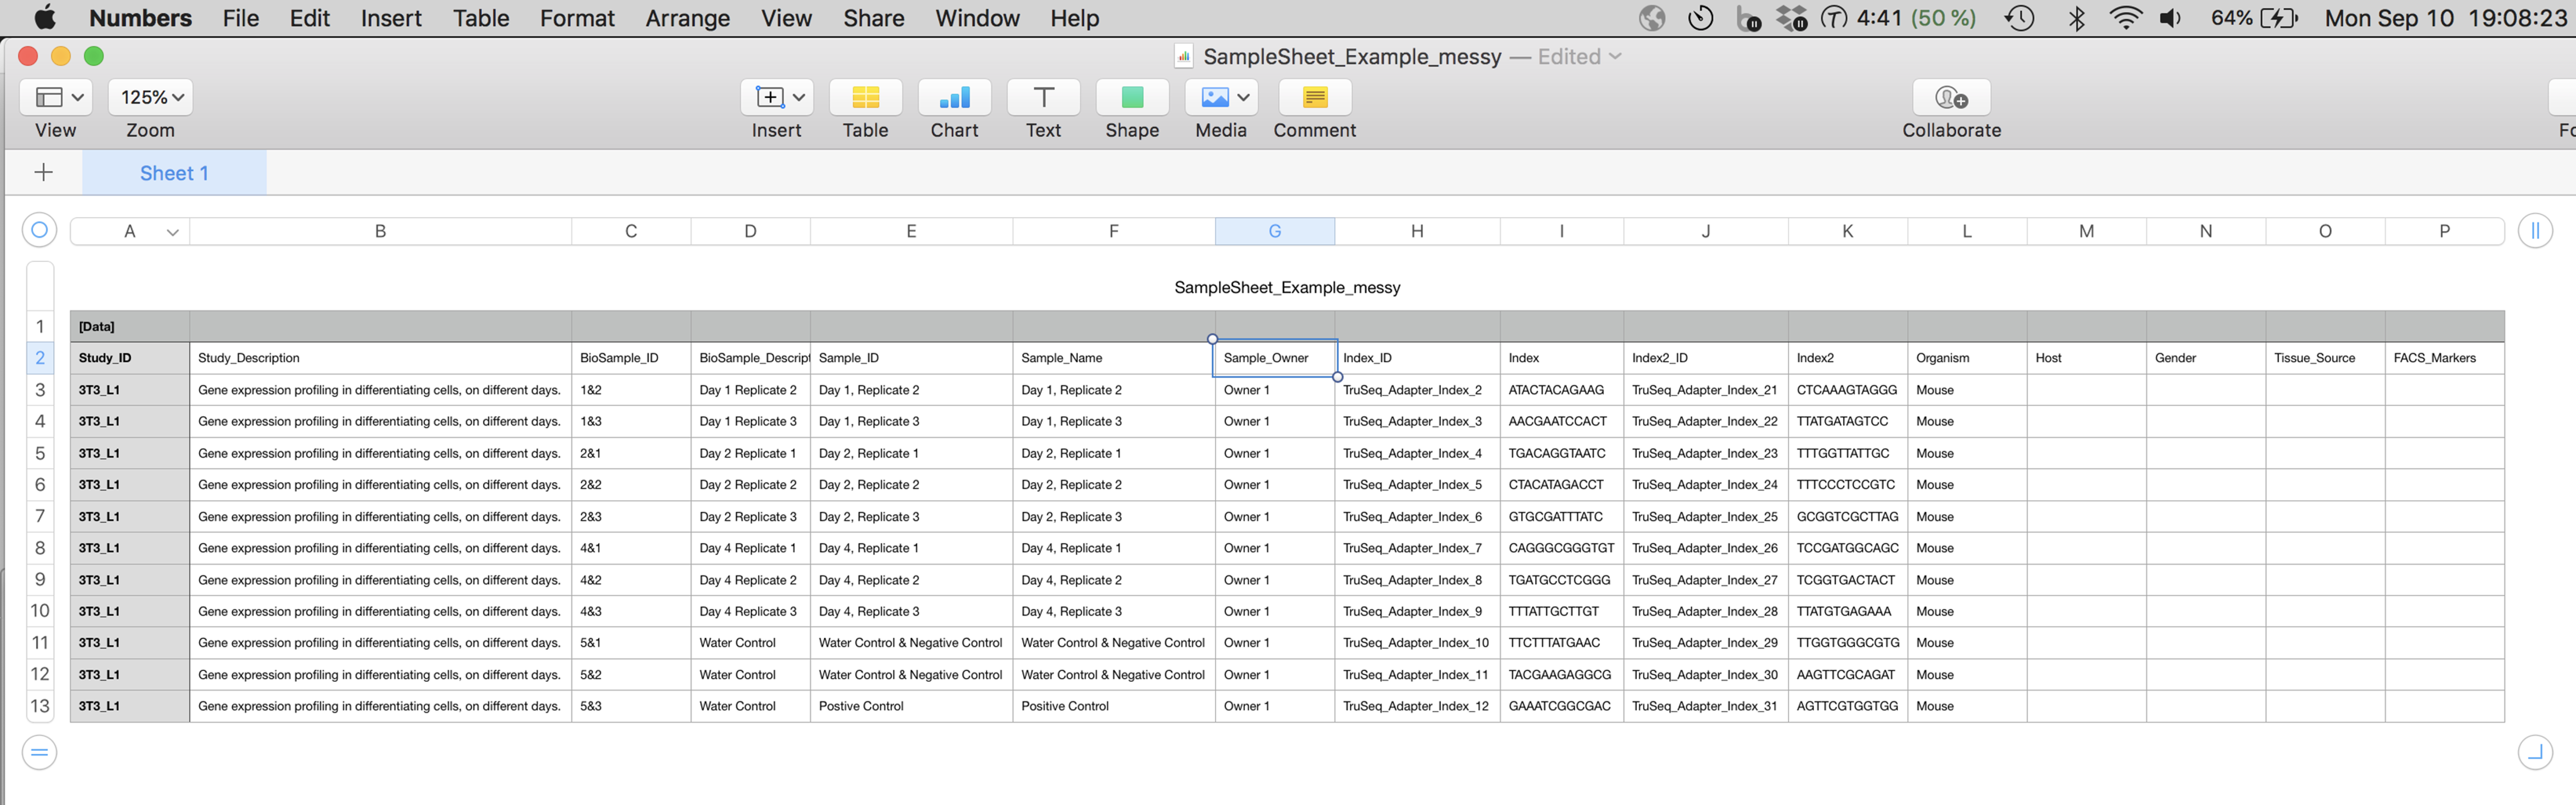 Numbers File Edit Insert Table Format Arrange View Share Window Help 4:41 (50 %) 64% Mon Sep 10 19:08:23
SampleSheet_Example_messy — Edited
125%
View Zoom Insert Table Chart Text Shape Media Comment Collaborate
Sheet 1
A B C D E F G H I J K L M N O P
SampleSheet_Example_messy
1 [Data]
2 Study_ID Study_Description BioSample_ID BioSample_Descript Sample_ID Sample_Name Sample_Owner Index_ID Index Index2_ID Index2 Organism Host Gender Tissue_Source FACS_Markers
3 3T3_L1 Gene expression profiling in differentiating cells, on different days. 1&2 Day 1 Replicate 2 Day 1, Replicate 2 Day 1, Replicate 2 Owner 1 TruSeq_Adapter_Index_2 ATACTACAGAAG TruSeq_Adapter_Index_21 CTCAAAGTAGGG Mouse
4 3T3_L1 Gene expression profiling in differentiating cells, on different days. 1&3 Day 1 Replicate 3 Day 1, Replicate 3 Day 1, Replicate 3 Owner 1 TruSeq_Adapter_Index_3 AACGAATCCACT TruSeq_Adapter_Index_22 TTATGATAGTCC Mouse
5 3T3_L1 Gene expression profiling in differentiating cells, on different days. 2&1 Day 2 Replicate 1 Day 2, Replicate 1 Day 2, Replicate 1 Owner 1 TruSeq_Adapter_Index_4 TGACAGGTAATC TruSeq_Adapter_Index_23 TTTGGTTATTGC Mouse
6 3T3_L1 Gene expression profiling in differentiating cells, on different days. 2&2 Day 2 Replicate 2 Day 2, Replicate 2 Day 2, Replicate 2 Owner 1 TruSeq_Adapter_Index_5 CTACATAGACCT TruSeq_Adapter_Index_24 TTTCCCTCCGTC Mouse
7 3T3_L1 Gene expression profiling in differentiating cells, on different days. 2&3 Day 2 Replicate 3 Day 2, Replicate 3 Day 2, Replicate 3 Owner 1 TruSeq_Adapter_Index_6 GTGCGATTTATC TruSeq_Adapter_Index_25 GCGGTCGCTTAG Mouse
8 3T3_L1 Gene expression profiling in differentiating cells, on different days. 4&1 Day 4 Replicate 1 Day 4, Replicate 1 Day 4, Replicate 1 Owner 1 TruSeq_Adapter_Index_7 CAGGGCGGGTGT TruSeq_Adapter_Index_26 TCCGATGGCAGC Mouse
9 3T3_L1 Gene expression profiling in differentiating cells, on different days. 4&2 Day 4 Replicate 2 Day 4, Replicate 2 Day 4, Replicate 2 Owner 1 TruSeq_Adapter_Index_8 TGATGCCTCGGG TruSeq_Adapter_Index_27 TCGGTGACTACT Mouse
10 3T3_L1 Gene expression profiling in differentiating cells, on different days. 4&3 Day 4 Replicate 3 Day 4, Replicate 3 Day 4, Replicate 3 Owner 1 TruSeq_Adapter_Index_9 TTTATTGCTTGT TruSeq_Adapter_Index_28 TTATGTGAGAAA Mouse
11 3T3_L1 Gene expression profiling in differentiating cells, on different days. 5&1 Water Control Water Control & Negative Control Water Control & Negative Control Owner 1 TruSeq_Adapter_Index_10 TTCTTTATGAAC TruSeq_Adapter_Index_29 TTGGTGGGCGTG Mouse
12 3T3_L1 Gene expression profiling in differentiating cells, on different days. 5&2 Water Control Water Control & Negative Control Water Control & Negative Control Owner 1 TruSeq_Adapter_Index_11 TACGAAGAGGCG TruSeq_Adapter_Index_30 AAGTTCGCAGAT Mouse
13 3T3_L1 Gene expression profiling in differentiating cells, on different days. 5&3 Water Control Postive Control Positive Control Owner 1 TruSeq_Adapter_Index_12 GAAATCGGCGAC TruSeq_Adapter_Index_31 AGTTCGTGGTGG Mouse